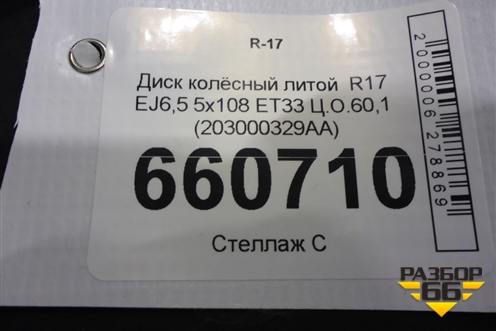 R-17
Диск колёсный литой R17
EJ6,5 5x108 ET33 Ц.О.60,1
(203000329AA)
660710
Стеллаж С
2000006278869
РАЗБОР
66